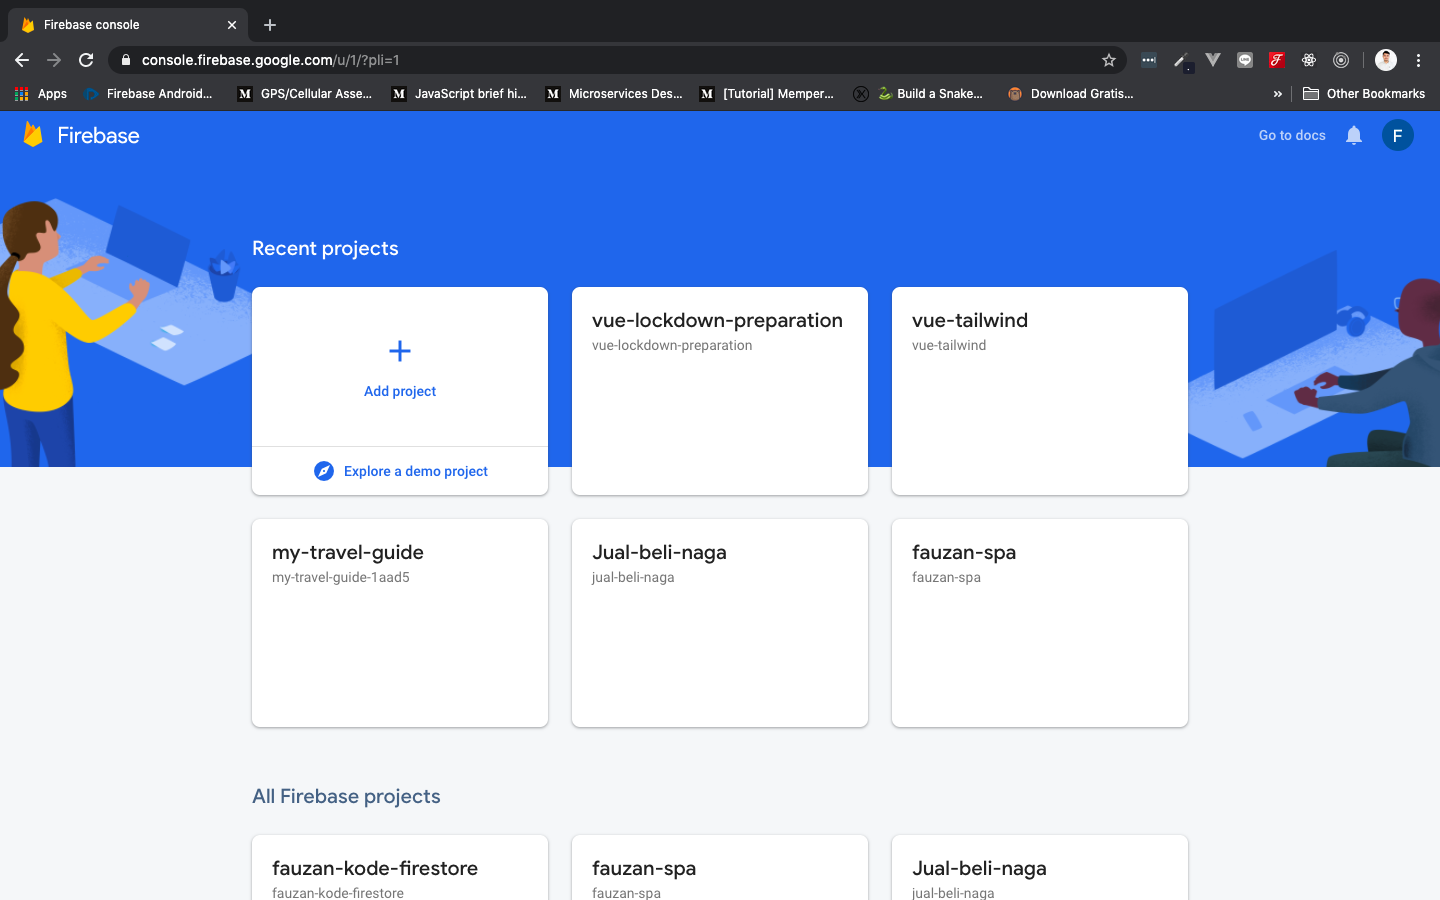 Firebase console
console.firebase.google.com/u/1/?pli=1
Apps
Firebase Android...
GPS/Cellular Asse...
JavaScript brief hi...
Microservices Des...
[Tutorial] Memper...
Build a Snake...
Download Gratis...
»
Other Bookmarks
Firebase
Go to docs
F
Recent projects
Add project
Explore a demo project
vue-lockdown-preparation
vue-lockdown-preparation
vue-tailwind
vue-tailwind
my-travel-guide
my-travel-guide-1aad5
Jual-beli-naga
jual-beli-naga
fauzan-spa
fauzan-spa
All Firebase projects
fauzan-kode-firestore
fauzan-kode-firestore
fauzan-spa
fauzan-spa
Jual-beli-naga
jual-beli-naga